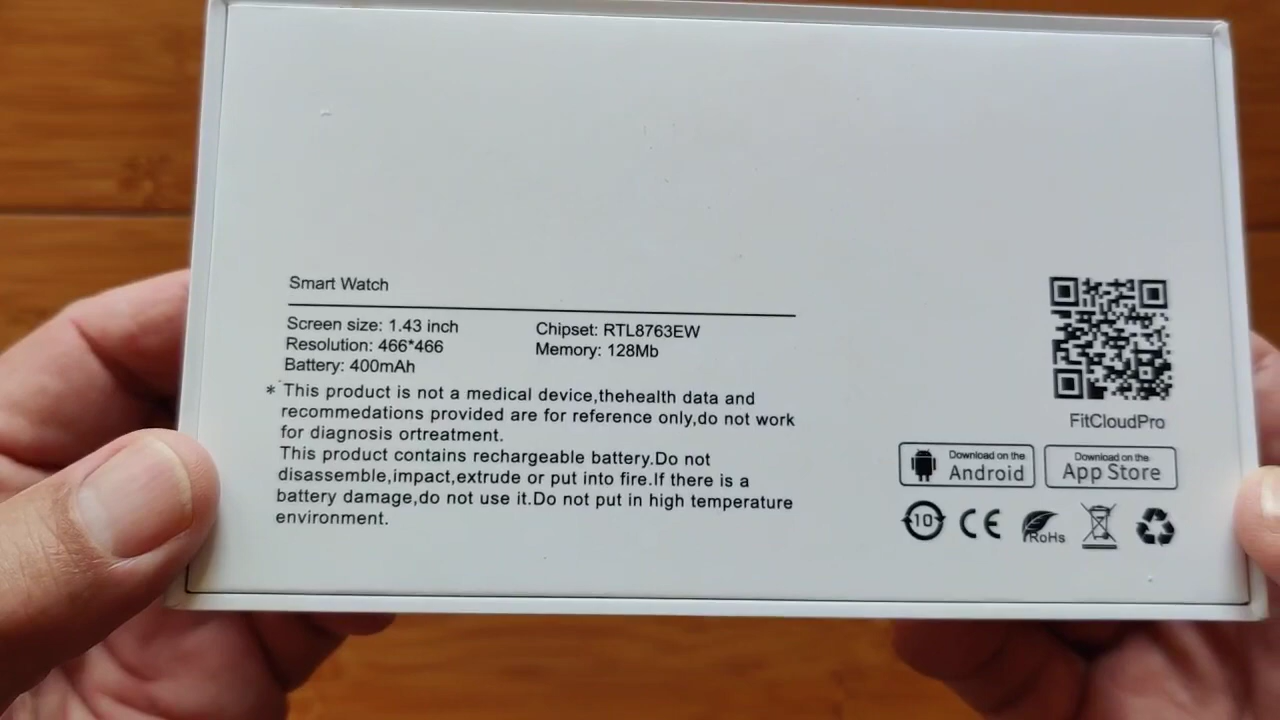 Smart Watch
Screen size: 1.43 inch
Resolution: 466*466
Battery: 400mAh
Chipset: RTL8763EW
Memory: 128Mb
* This product is not a medical device,thehealth data and
recommedations provided are for reference only,do not work
for diagnosis ortreatment.
This product contains rechargeable battery.Do not
disassemble,impact,extrude or put into fire.If there is a
battery damage,do not use it.Do not put in high temperature
environment.
FitCloudPro
Download on the
Android
Download on the
App Store
10
CE
RoHs